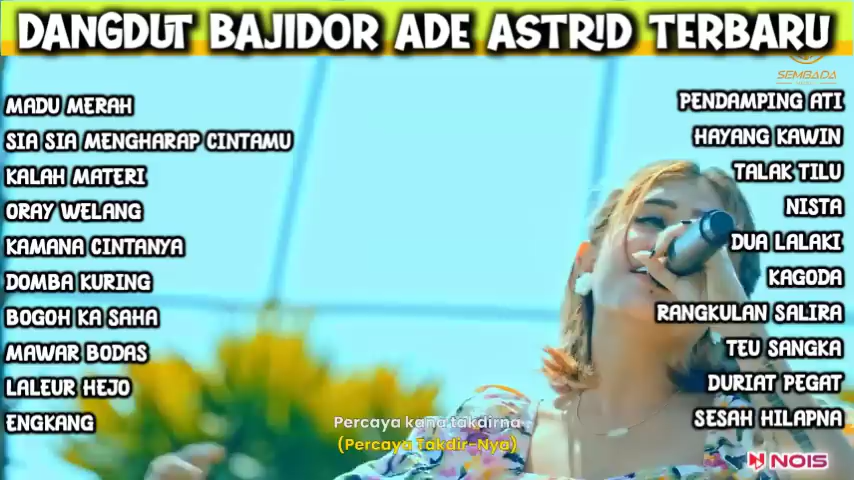 DANGDUT BAJIDOR ADE ASTRID TERBARU
SEMBADA
MADU MERAH
SIA SIA MENGHARAP CINTAMU
KALAH MATERI
ORAY WELANG
KAMANA CINTANYA
DOMBA KURING
BOGOH KA SAHA
MAWAR BODAS
LALEUR HEJO
ENGKANG
PENDAMPING ATI
HAYANG KAWIN
TALAK TILU
NISTA
DUA LALAKI
KAGODA
RANGKULAN SALIRA
TEU SANGKA
DURIAT PEGAT
SESAH HILAPNA
Percaya kana takdirna
(Percaya Takdir-Nya)
NOIS